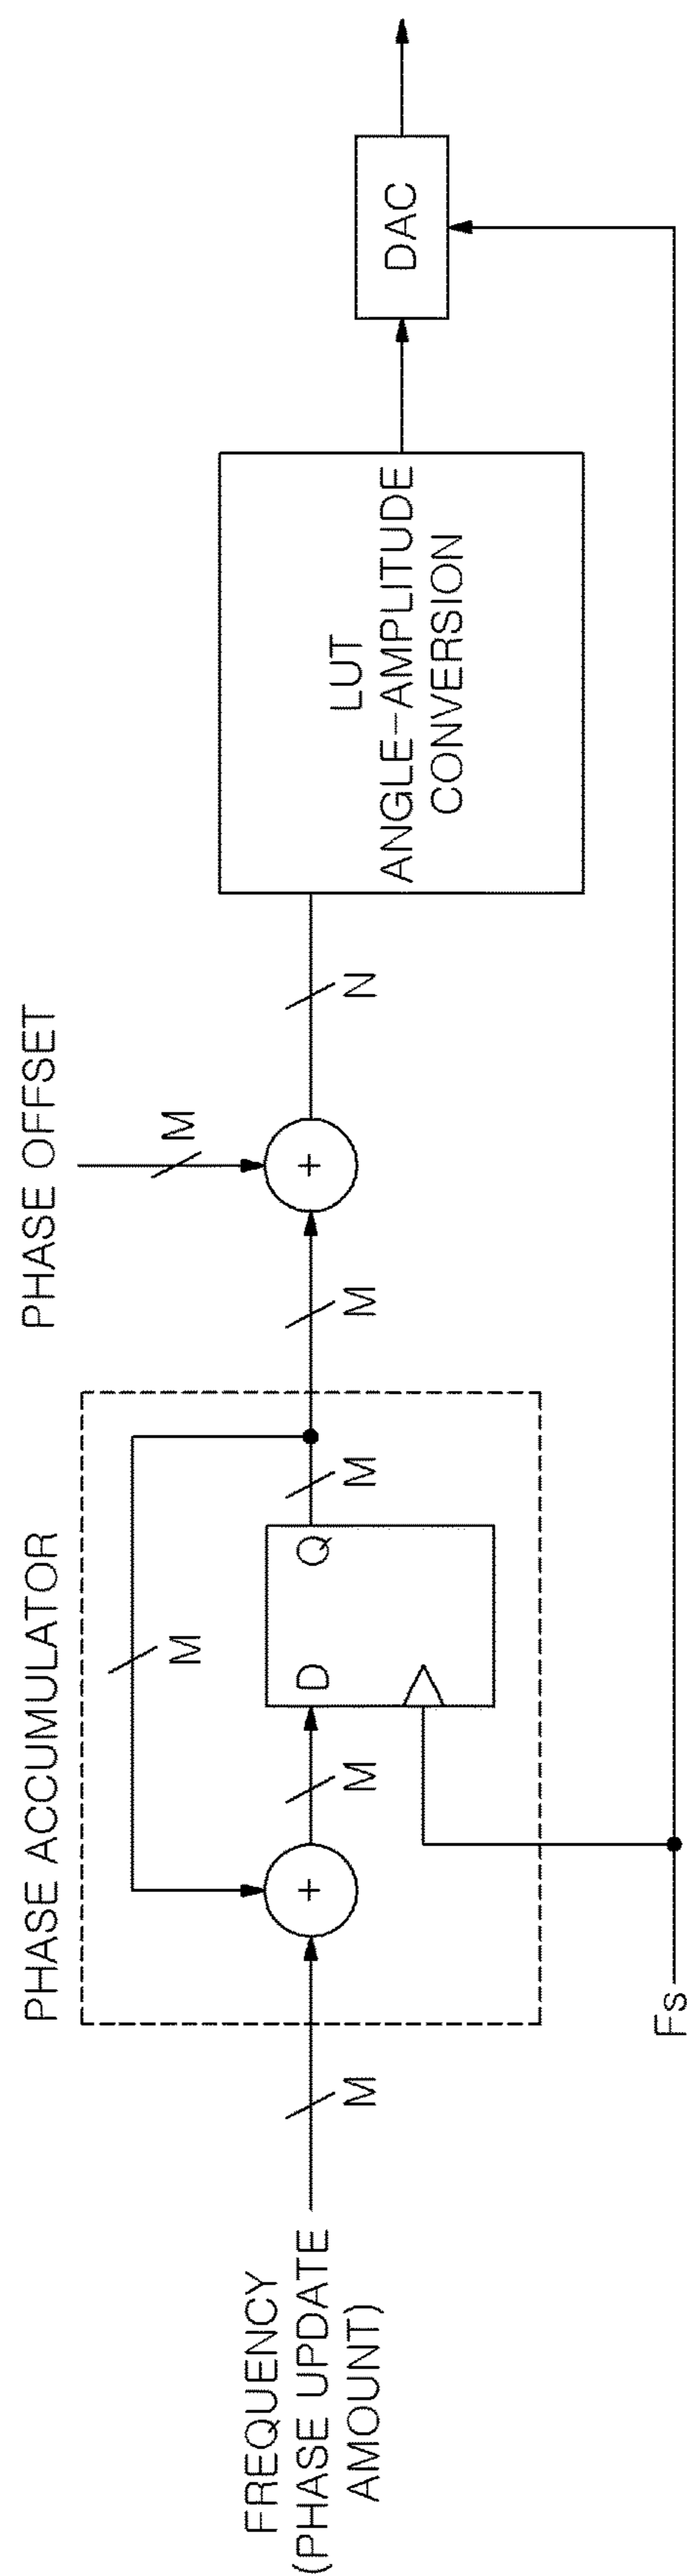 FREQUENCY
(PHASE UPDATE
AMOUNT)
M
PHASE ACCUMULATOR
+
M
M
D
Q
M
M
PHASE OFFSET
M
+
N
LUT
ANGLE-AMPLITUDE
CONVERSION
DAC
Fs